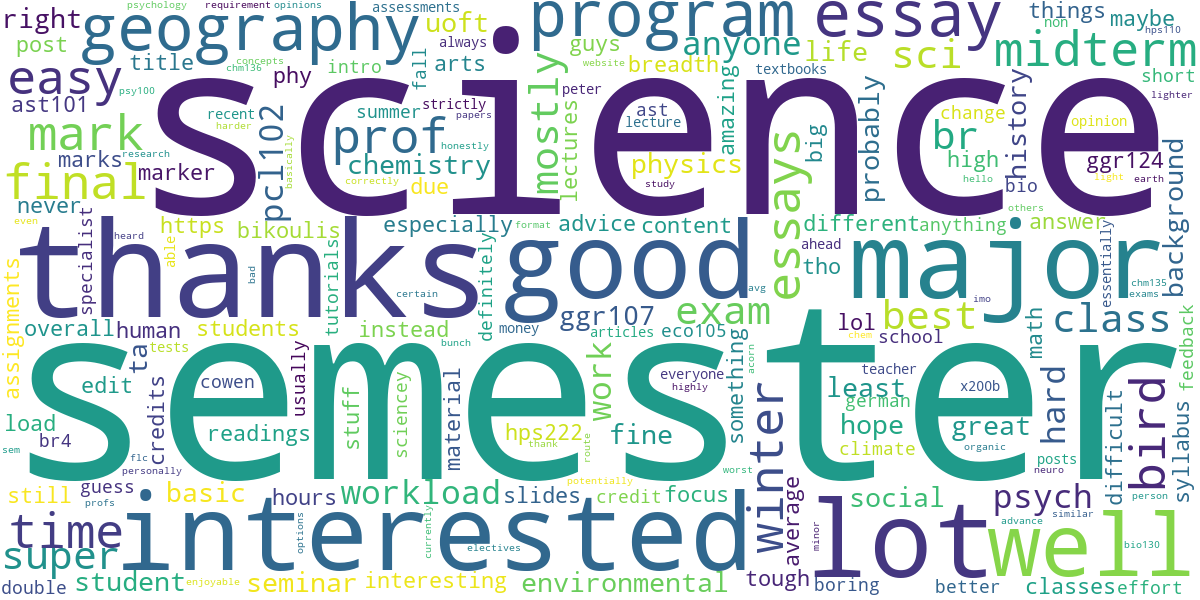 science
semester
thanks
interested
good
major
lot
well
geography
program
essay
midterm
easy
mark
final
prof
time
super
winter
bird
essays
mostly
best
class
exam
work
hard
br
sci
psych
social
workload
environmental
seminar
student
basic
fine
great
hope
least
right
post
title
phy
intro
arts
fall
always
assessments
uoft
guys
website
breadth
anyone
textbooks
life
things
maybe
non
hps110
short
lighter
opinion
change
high
hello
bio
earth
light
others
history
ggr124
background
probably
big
amazing
ast
lecture
peter
physics
study
lectures
strictly
papers
honestly
summer
chemistry
due
correctly
recent
harder
basically
pcl102
marks
research
marker
ast101
psy100
chm136
concepts
psychology
requirement
opinions
never
even
heard
specialist
https
able
bikoulis
bad
tutorials
especially
format
advice
content
definitely
certain
different
anything
answer
ahead
tho
essentially
chm135
exams
imo
avg
ggr107
money
articles
eco105
bunch
instead
students
human
overall
assignments
tests
ta
edit
load
br4
sem
flc
personally
credits
cowen
usually
readings
stuff
sciencey
material
hps222
thank
route
everyone
highly
something
acorn
worst
lol
school
chem
teacher
german
climate
x200b
organic
posts
neuro
math
feedback
difficult
syllabus
person
similar
advance
bio130
minor
average
tough
boring
better
classes
effort
still
guess
profs
hours
options
slides
currently
electives
potentially
credit
focus
double
enjoyable
interesting